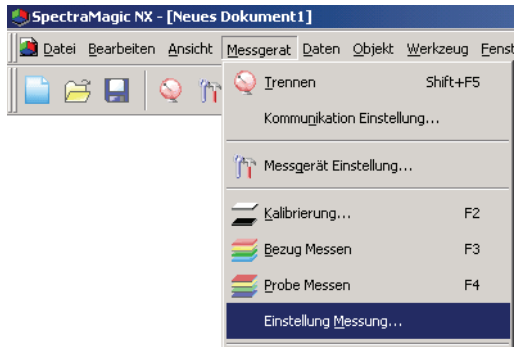 SpectraMagic NX - [Neues Dokument1]
Datei Bearbeiten Ansicht Messgerat Daten Objekt Werkzeug Fenst
Trennen Shift+F5
Kommunikation Einstellung...
Messgerät Einstellung...
Kalibrierung... F2
Bezug Messen F3
Probe Messen F4
Einstellung Messung...